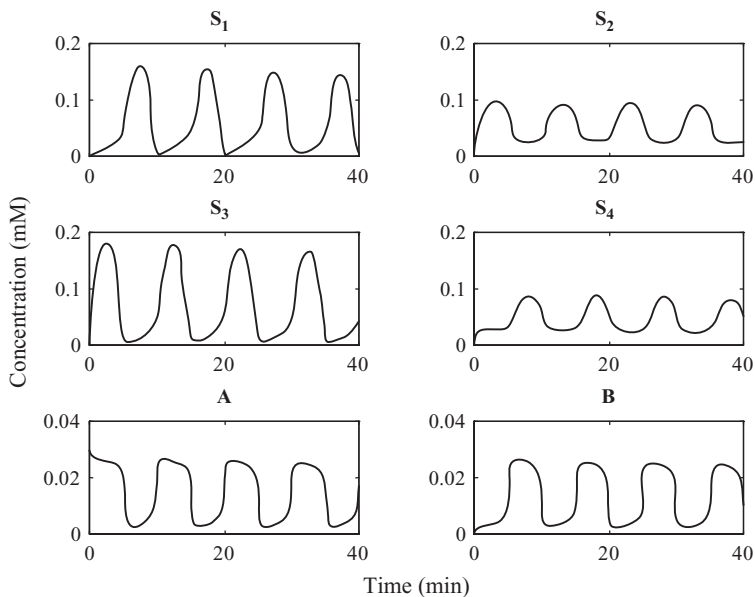 S1 S2
0.2 0.2
0.1 0.1
0 0
0 20 40 0 20 40
S3 S4
0.2 0.2
0.1 0.1
0 0
0 20 40 0 20 40
A B
0.04 0.04
0.02 0.02
0 0
0 20 40 0 20 40
Concentration (mM)
Time (min)